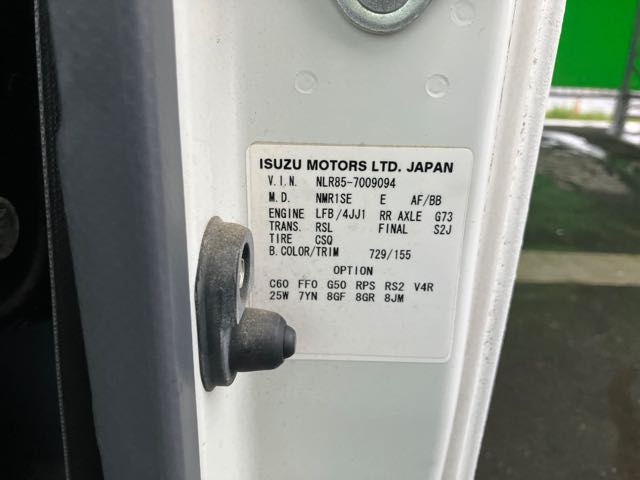 ISUZU MOTORS LTD. JAPAN
V.I.N. NLR85-7009094
M.D. NMR1SE E AF/BB
ENGINE LFB/4JJ1 RR AXLE G73
TRANS. RSL FINAL S2J
TIRE CSQ
B.COLOR/TRIM 729/155
OPTION
C60 FF0 G50 RPS RS2 V4R
25W 7YN 8GF 8GR 8JM